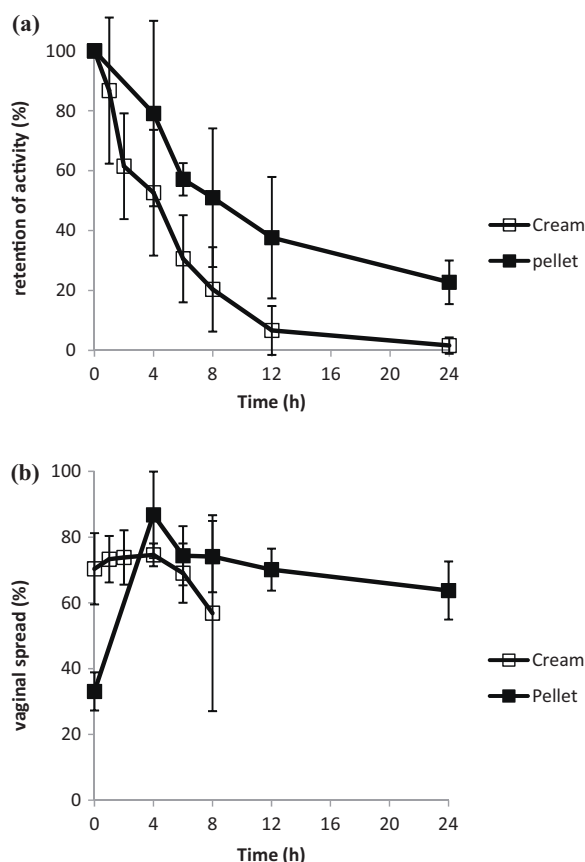 (a)
100
80
60
40
20
0
retention of activity (%)
0 4 8 12 16 20 24
Time (h)
Cream
pellet
(b)
100
80
60
40
20
0
vaginal spread (%)
0 4 8 12 16 20 24
Time (h)
Cream
Pellet